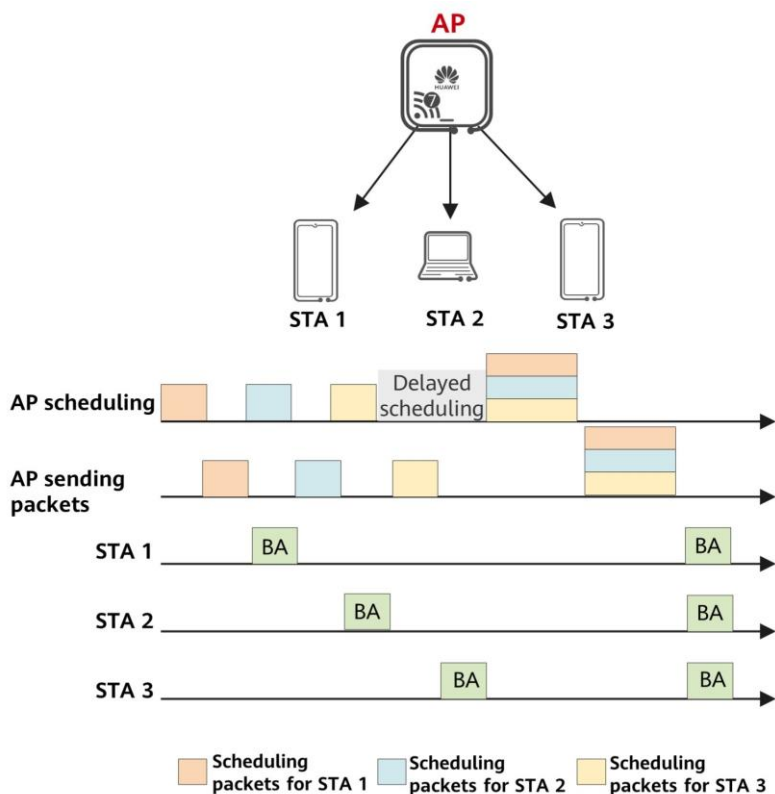 AP
HUAWEI
7
STA 1
STA 2
STA 3
AP scheduling
Delayed
scheduling
AP sending
packets
STA 1
BA
BA
STA 2
BA
BA
STA 3
BA
BA
Scheduling
packets for STA 1
Scheduling
packets for STA 2
Scheduling
packets for STA 3